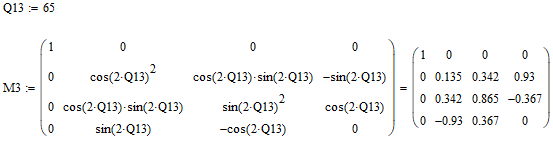 Q13 := 65
1 0 0 0 1 0 0 0
0 cos(2·Q13)² cos(2·Q13)·sin(2·Q13) −sin(2·Q13) 0 0.135 0.342 0.93
M3 := =
0 cos(2·Q13)·sin(2·Q13) sin(2·Q13)² cos(2·Q13) 0 0.342 0.865 −0.367
0 sin(2·Q13) −cos(2·Q13) 0 0 −0.93 0.367 0